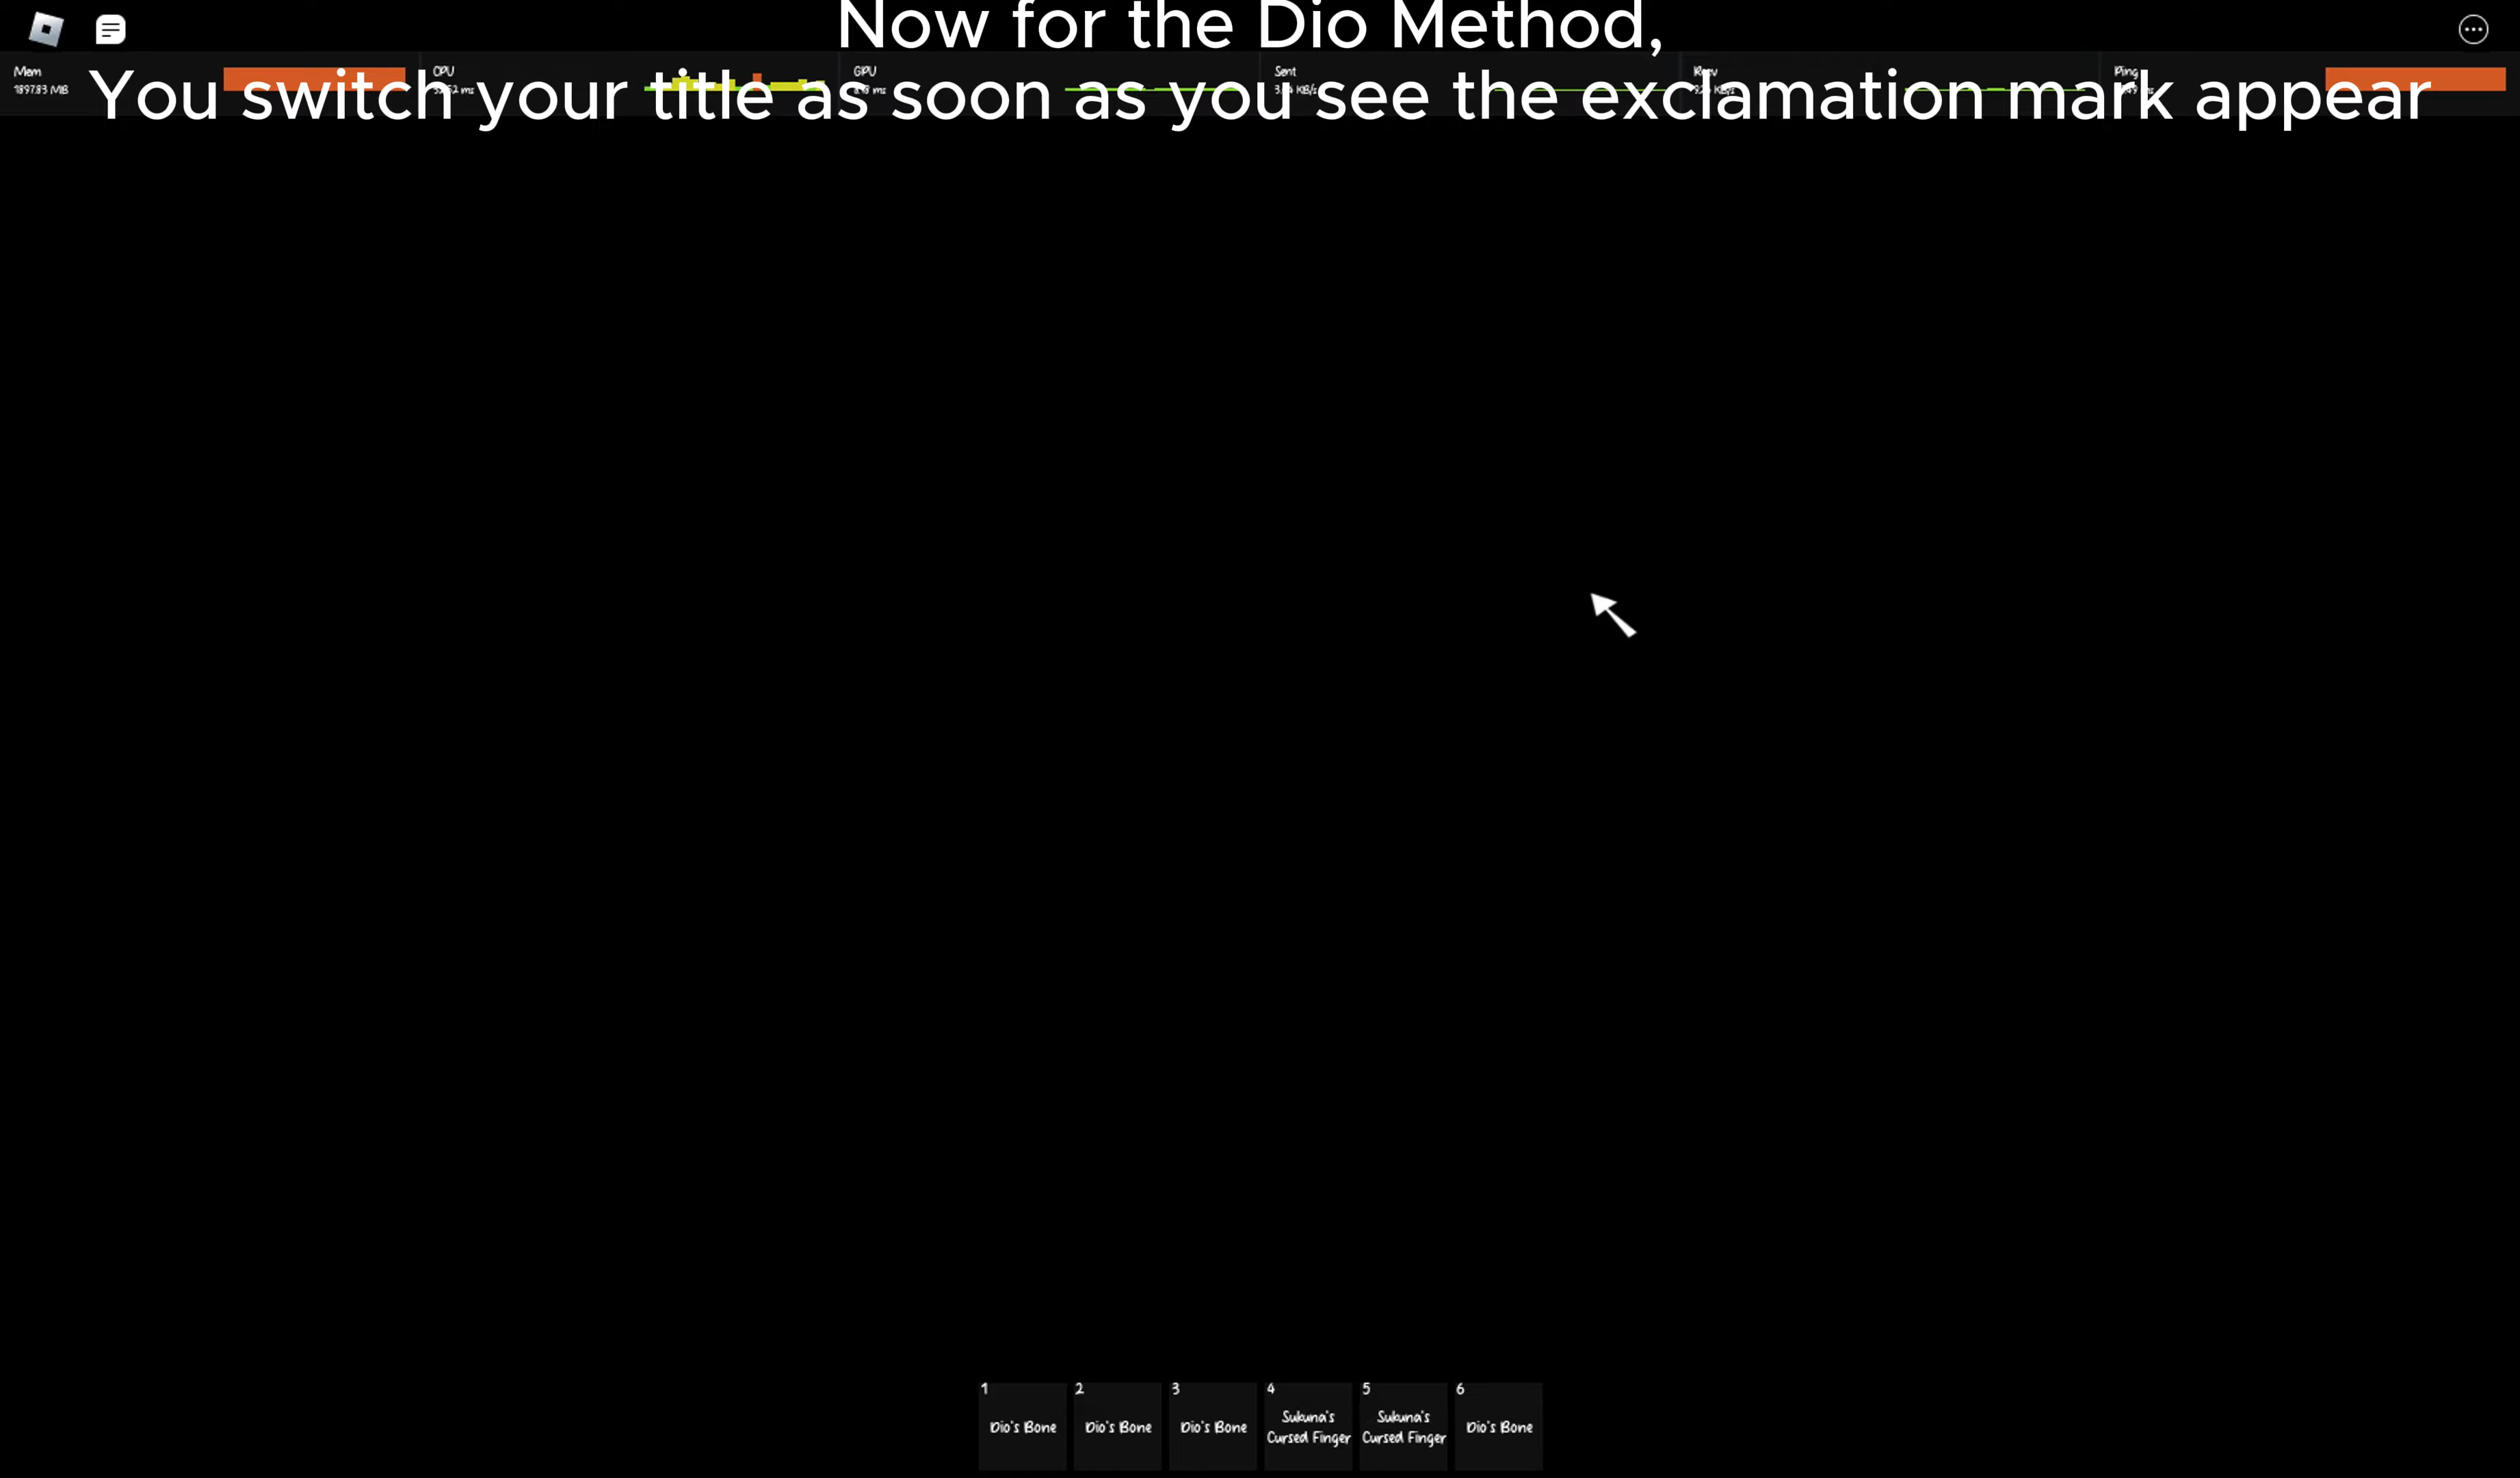 Now for the Dio Method,
Mem
CPU
GPU
Sent
Ping
1897.83 MiB
You switch your title as soon as you see the exclamation mark appear
1
2
3
4
5
6
Dio's Bone
Dio's Bone
Dio's Bone
Sukuna's
Cursed Finger
Sukuna's
Cursed Finger
Dio's Bone